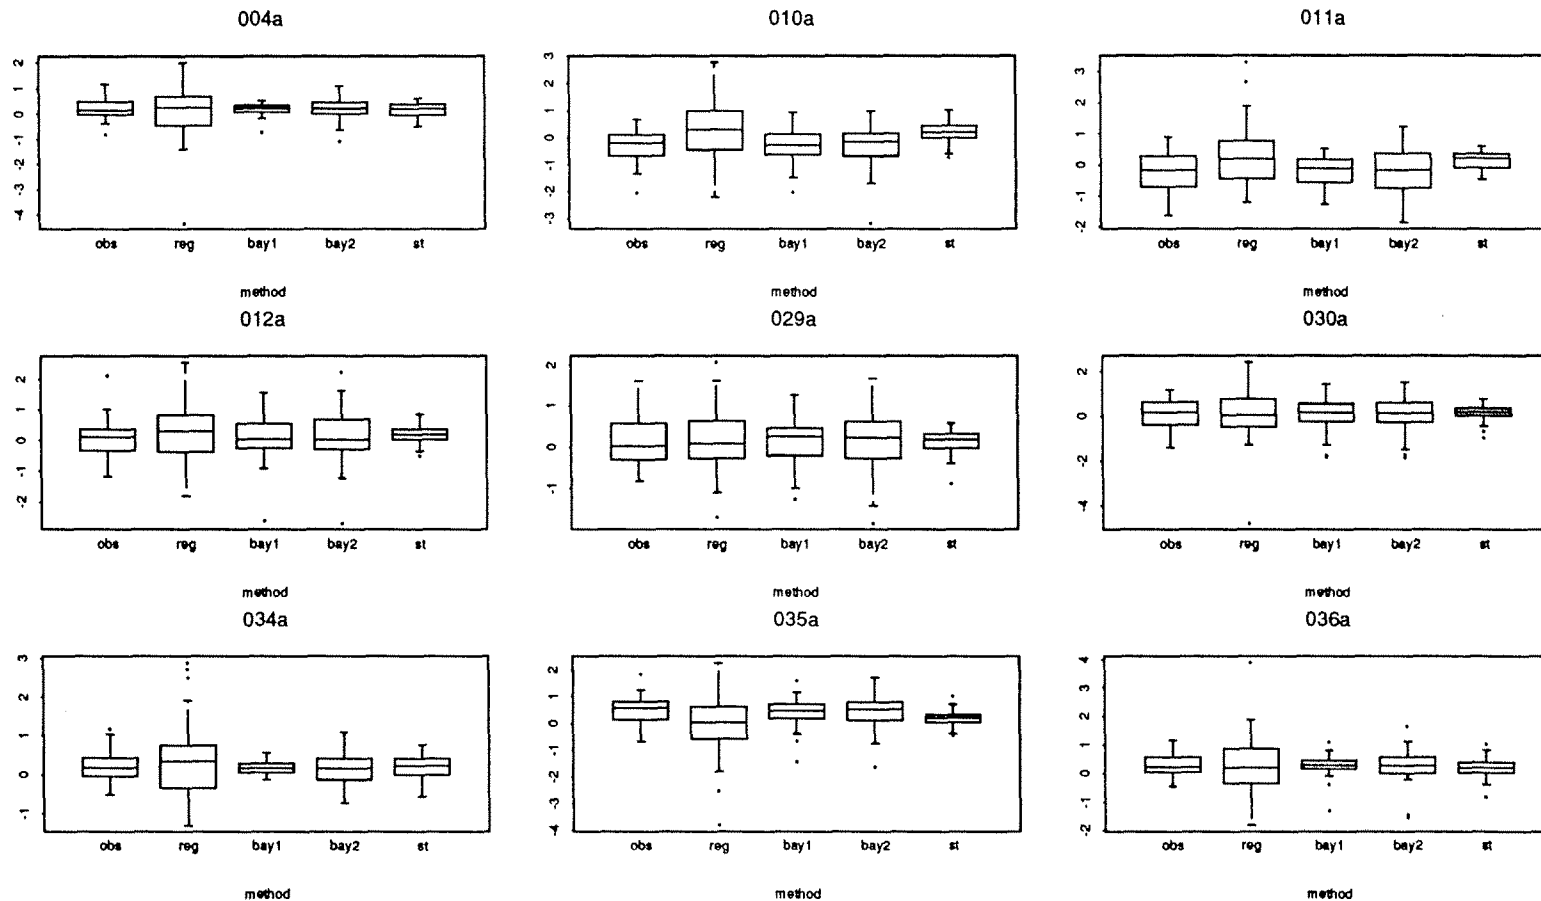 004a 010a 011a
2 1 0 -1 -2 -3 -4
3 2 1 0 -1 -2 -3
3 2 1 0 -1 -2
obs reg bay1 bay2 st obs reg bay1 bay2 st obs reg bay1 bay2 st
method method method
012a 029a 030a
2 1 0 -1 -2
2 1 0 -1
2 0 -2 -4
obs reg bay1 bay2 st obs reg bay1 bay2 st obs reg bay1 bay2 st
method method method
034a 035a 036a
3 2 1 0 -1
2 1 0 -1 -2 -3 -4
4 3 2 1 0 -1 -2
obs reg bay1 bay2 st obs reg bay1 bay2 st obs reg bay1 bay2 st
method method method